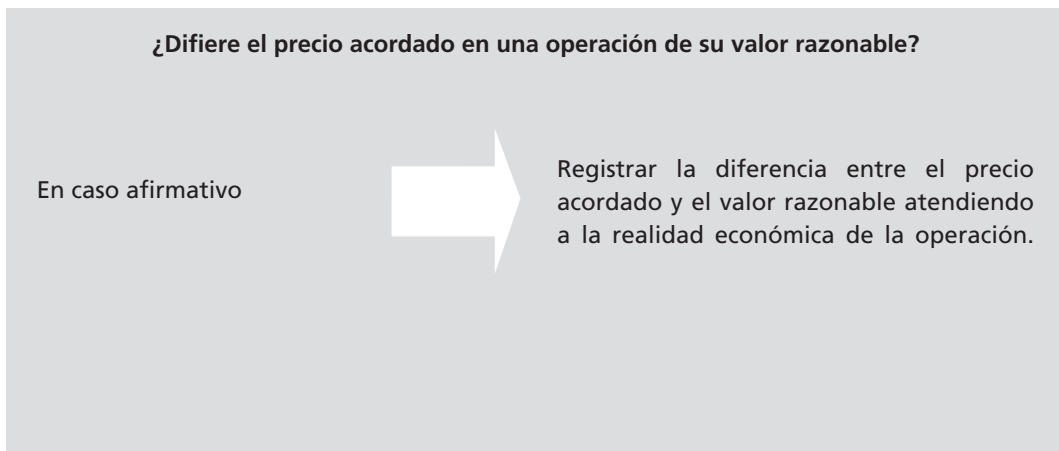 ¿Difiere el precio acordado en una operación de su valor razonable?
En caso afirmativo
Registrar la diferencia entre el precio
acordado y el valor razonable atendiendo
a la realidad económica de la operación.